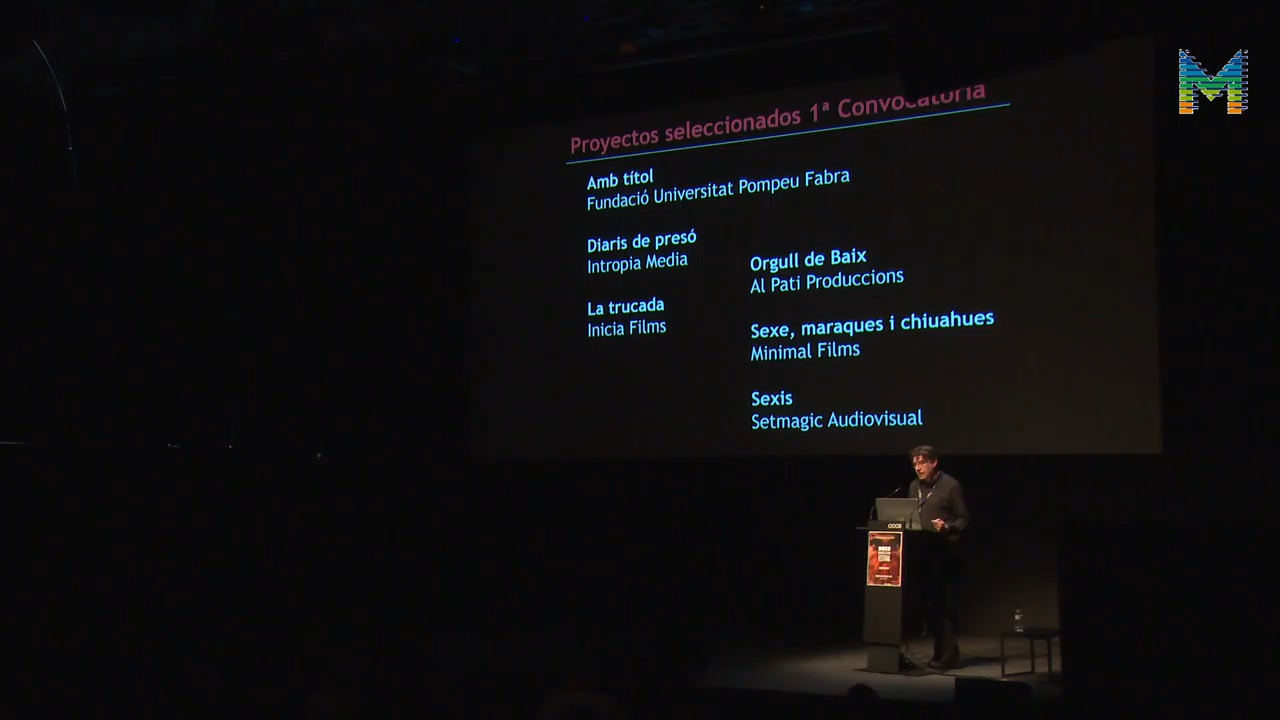 Proyectos seleccionados 1ª Convocatoria
Amb títol
Fundació Universitat Pompeu Fabra
Diaris de presó
Intropia Media
La trucada
Inicia Films
Orgull de Baix
Al Pati Produccions
Sexe, maraques i chiuahues
Minimal Films
Sexis
Setmagic Audiovisual
CCCB
M